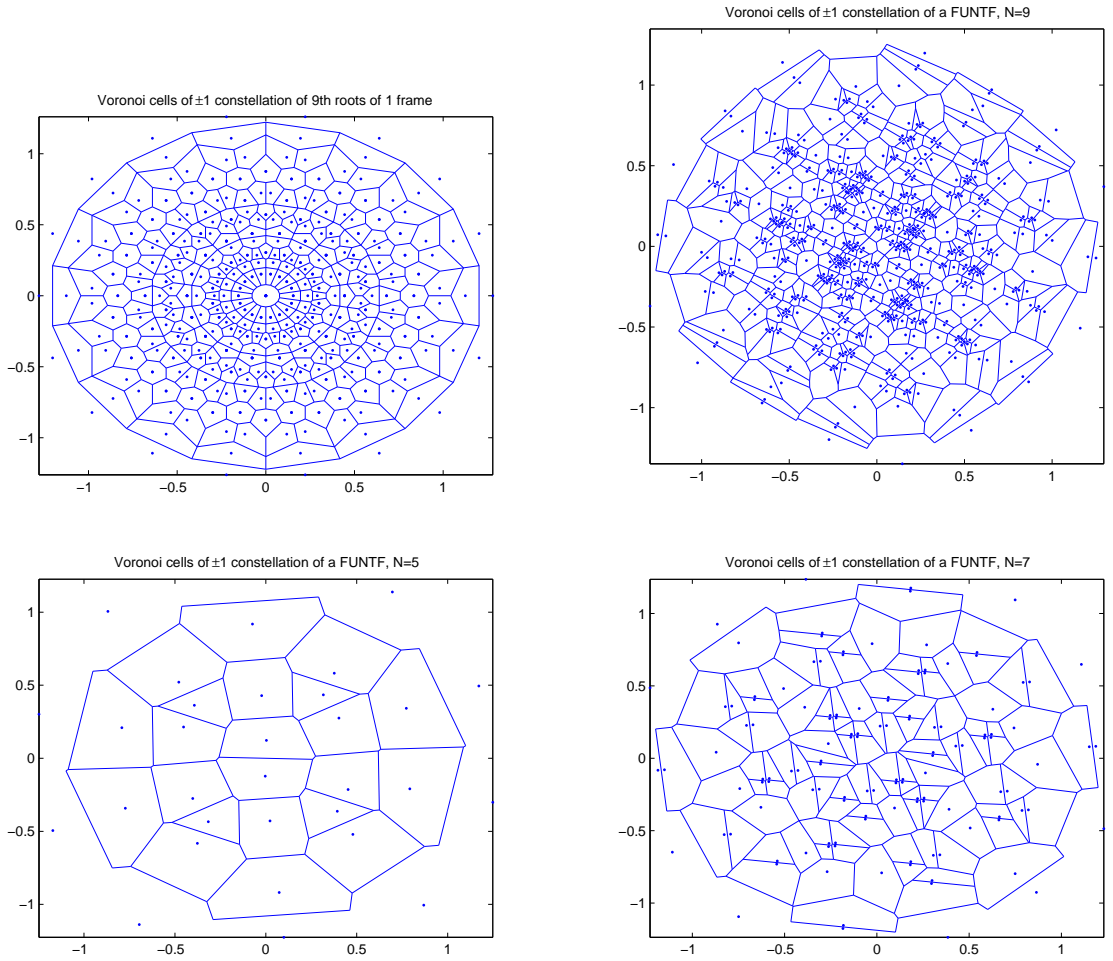 Voronoi cells of ±1 constellation of a FUNTF, N=9
1
0.5
0
−0.5
−1
−1 −0.5 0 0.5 1
Voronoi cells of ±1 constellation of 9th roots of 1 frame
1
0.5
0
−0.5
−1
−1 −0.5 0 0.5 1
Voronoi cells of ±1 constellation of a FUNTF, N=5
1
0.5
0
−0.5
−1
−1 −0.5 0 0.5 1
Voronoi cells of ±1 constellation of a FUNTF, N=7
1
0.5
0
−0.5
−1
−1 −0.5 0 0.5 1